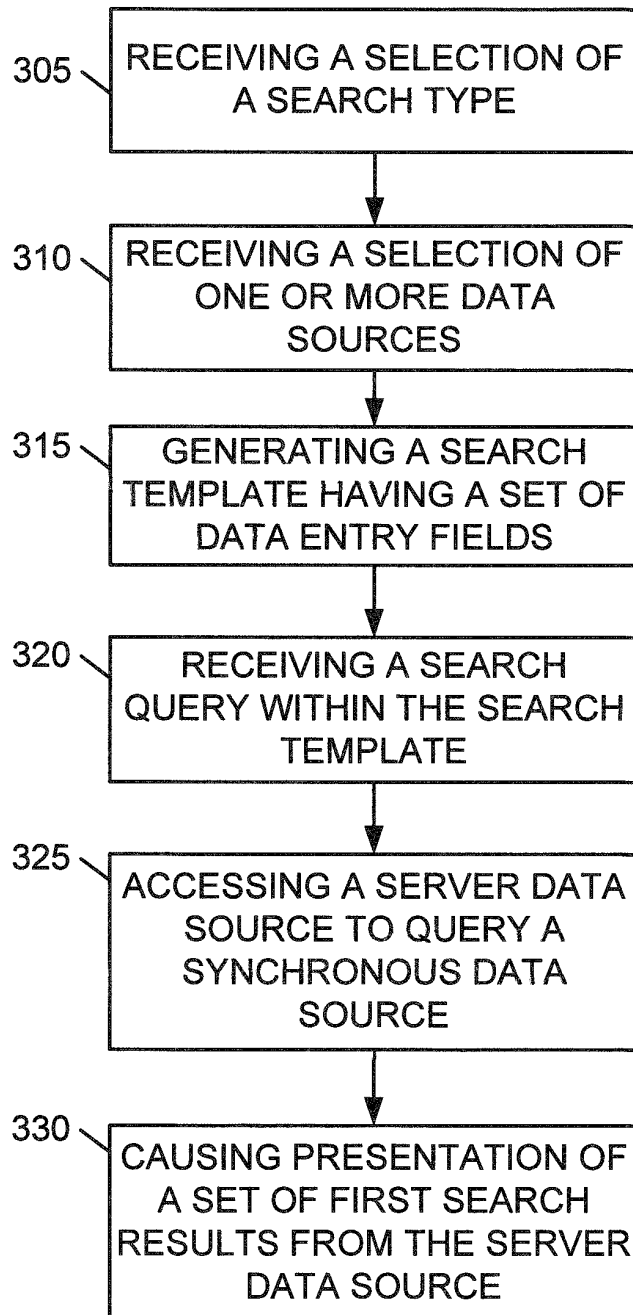 305
RECEIVING A SELECTION OF
A SEARCH TYPE
310
RECEIVING A SELECTION OF
ONE OR MORE DATA
SOURCES
315
GENERATING A SEARCH
TEMPLATE HAVING A SET OF
DATA ENTRY FIELDS
320
RECEIVING A SEARCH
QUERY WITHIN THE SEARCH
TEMPLATE
325
ACCESSING A SERVER DATA
SOURCE TO QUERY A
SYNCHRONOUS DATA
SOURCE
330
CAUSING PRESENTATION OF
A SET OF FIRST SEARCH
RESULTS FROM THE SERVER
DATA SOURCE